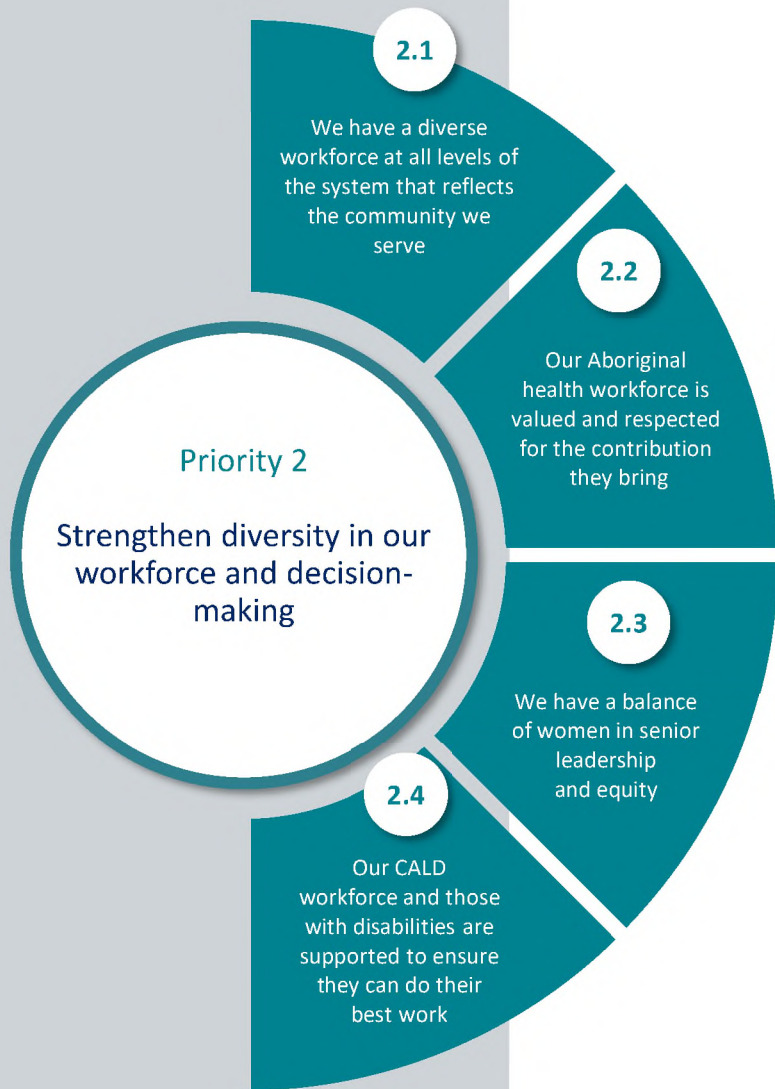 2.1
We have a diverse
workforce at all levels of
the system that reflects
the community we
serve
2.2
Our Aboriginal
health workforce is
valued and respected
for the contribution
they bring
Priority 2
Strengthen diversity in our
workforce and decision-
making
2.3
We have a balance
of women in senior
leadership
and equity
2.4
Our CALD
workforce and those
with disabilities are
supported to ensure
they can do their
best work